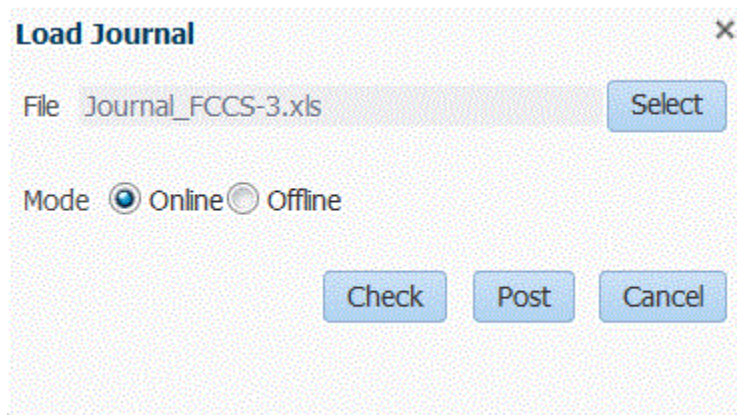 Load Journal
File Journal_FCCS-3.xls Select
Mode Online Offline
Check Post Cancel